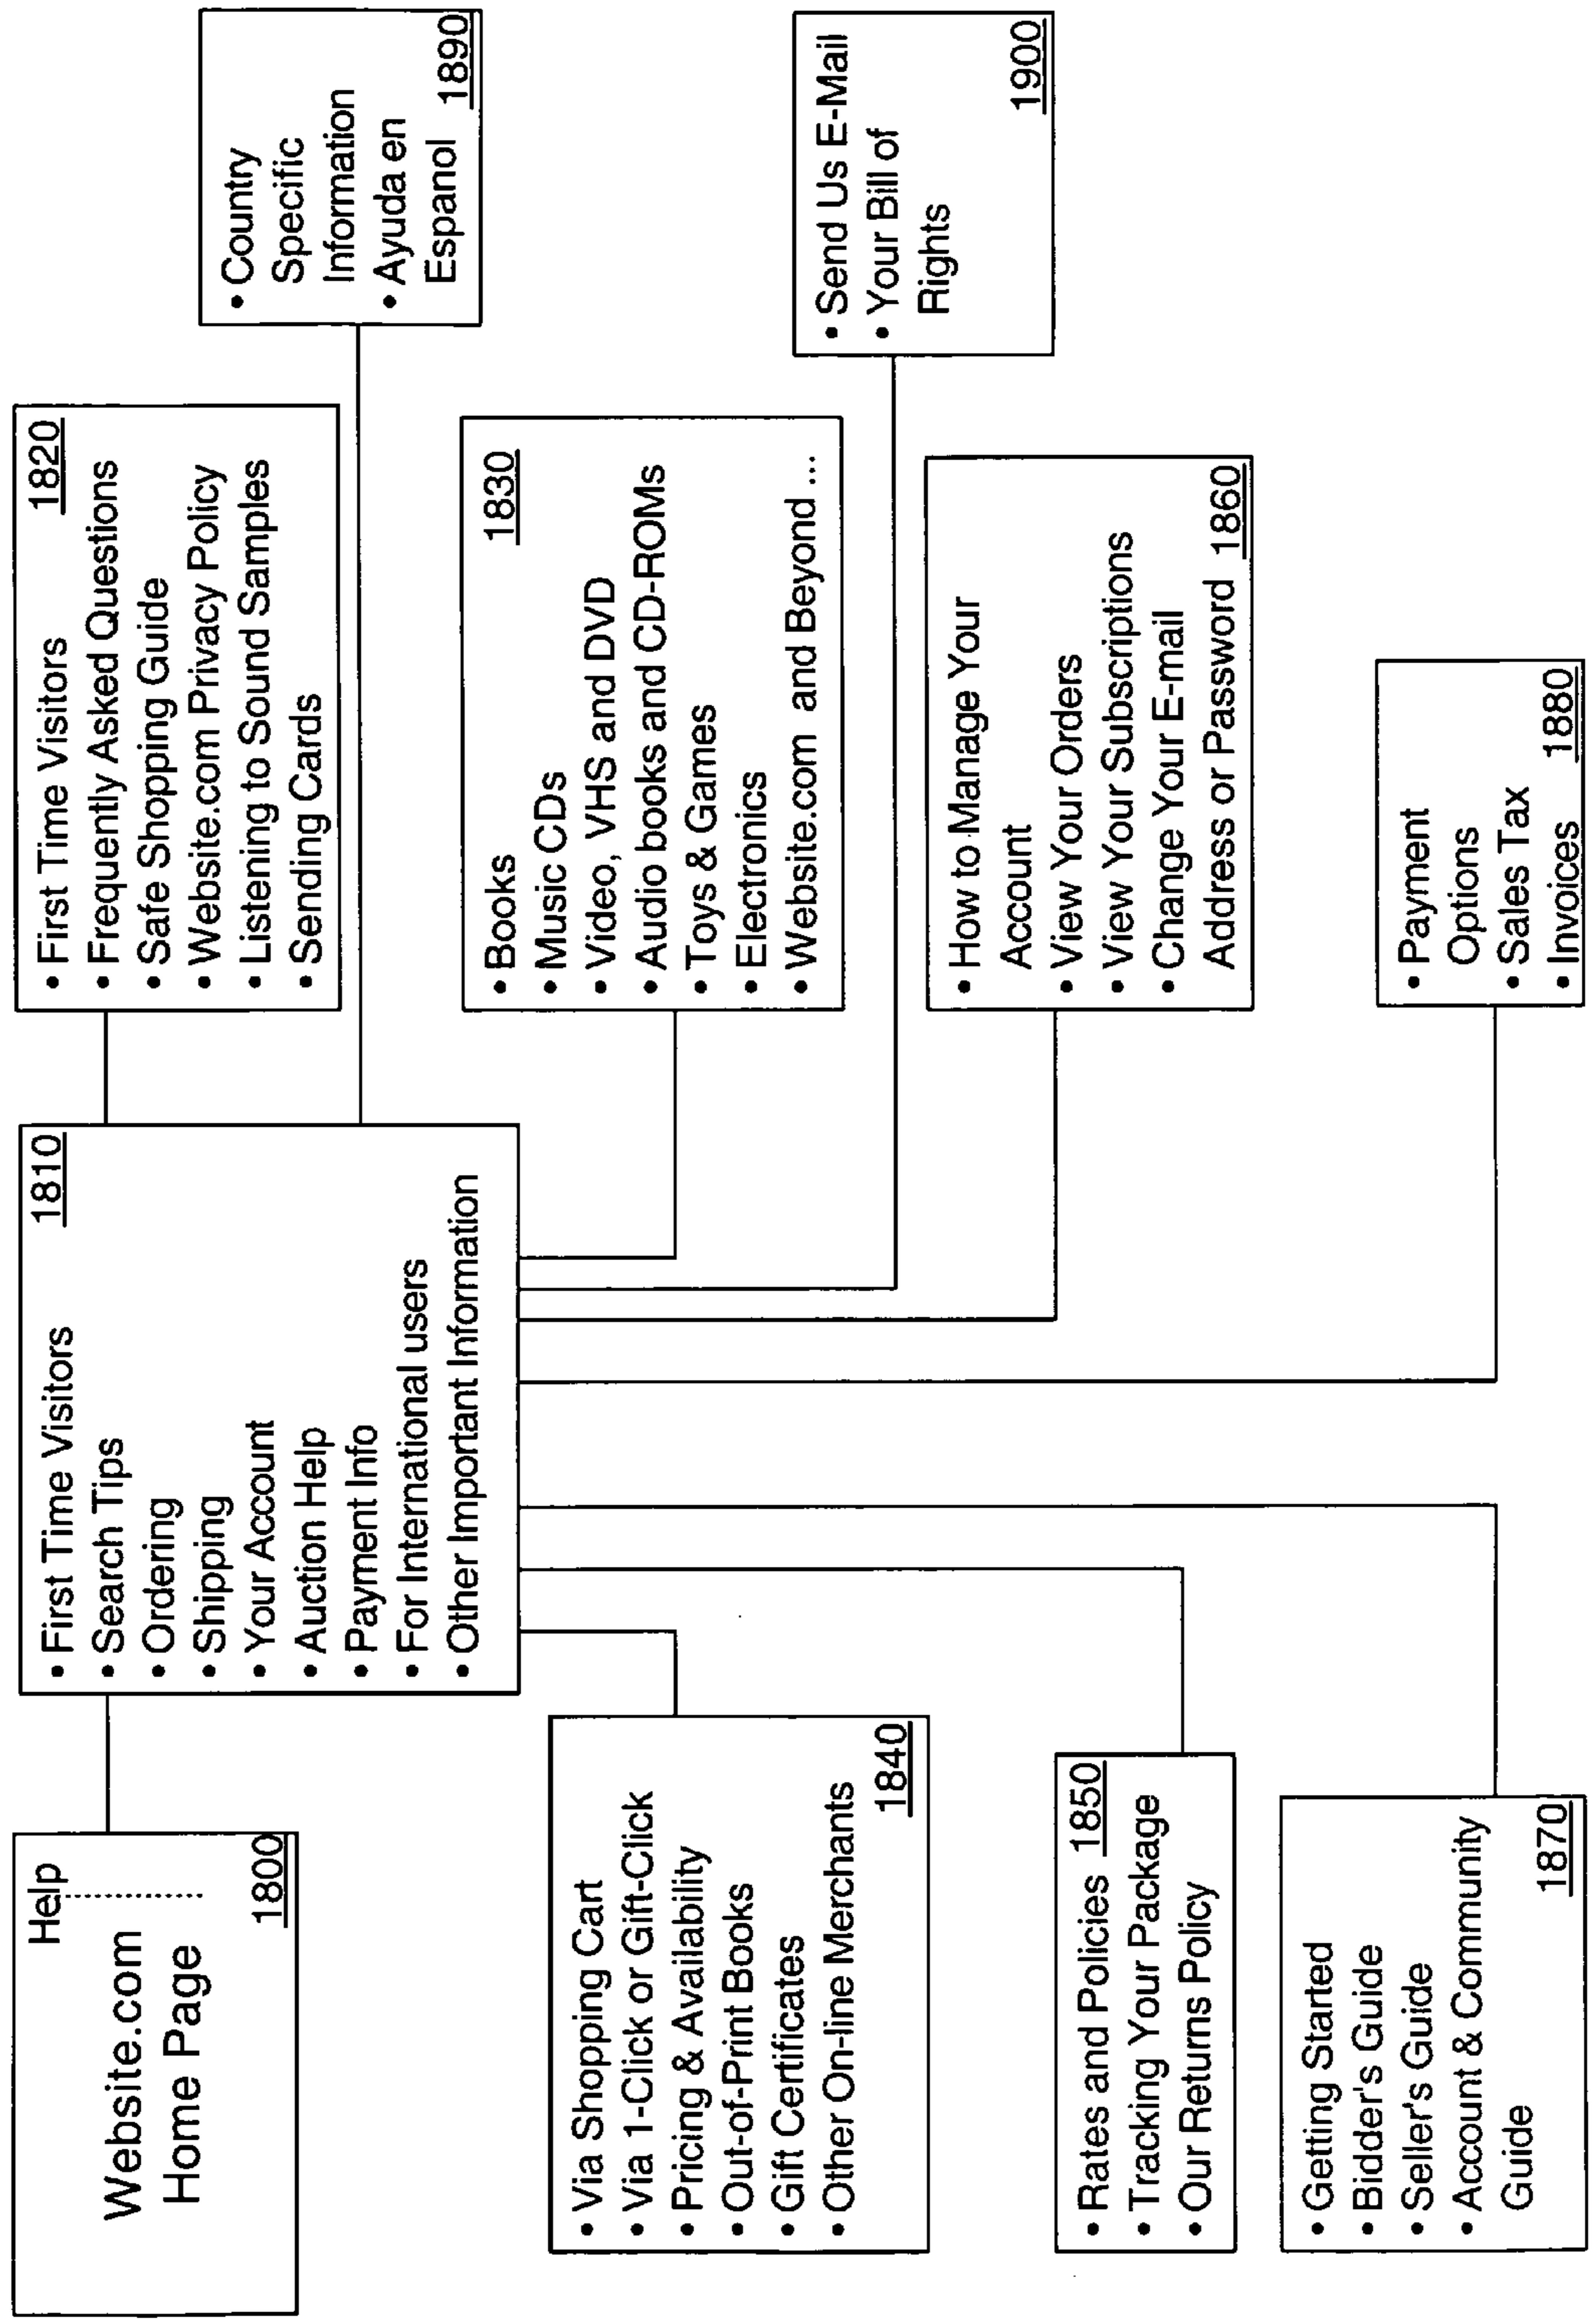 Help
Website.com
Home Page
1800
1810
• First Time Visitors
• Search Tips
• Ordering
• Shipping
• Your Account
• Auction Help
• Payment Info
• For International users
• Other Important Information
1820
• First Time Visitors
• Frequently Asked Questions
• Safe Shopping Guide
• Website.com Privacy Policy
• Listening to Sound Samples
• Sending Cards
• Country
Specific
Information
• Ayuda en
Espanol 1890
• Via Shopping Cart
• Via 1-Click or Gift-Click
• Pricing & Availability
• Out-of-Print Books
• Gift Certificates
• Other On-line Merchants
1840
1830
• Books
• Music CDs
• Video, VHS and DVD
• Audio books and CD-ROMs
• Toys & Games
• Electronics
• Website.com and Beyond ...
• Send Us E-Mail
• Your Bill of
Rights
1900
• Rates and Policies 1850
• Tracking Your Package
• Our Returns Policy
• How to Manage Your
Account
• View Your Orders
• View Your Subscriptions
• Change Your E-mail
Address or Password 1860
• Getting Started
• Bidder's Guide
• Seller's Guide
• Account & Community
Guide
1870
• Payment
Options
• Sales Tax
• Invoices 1880